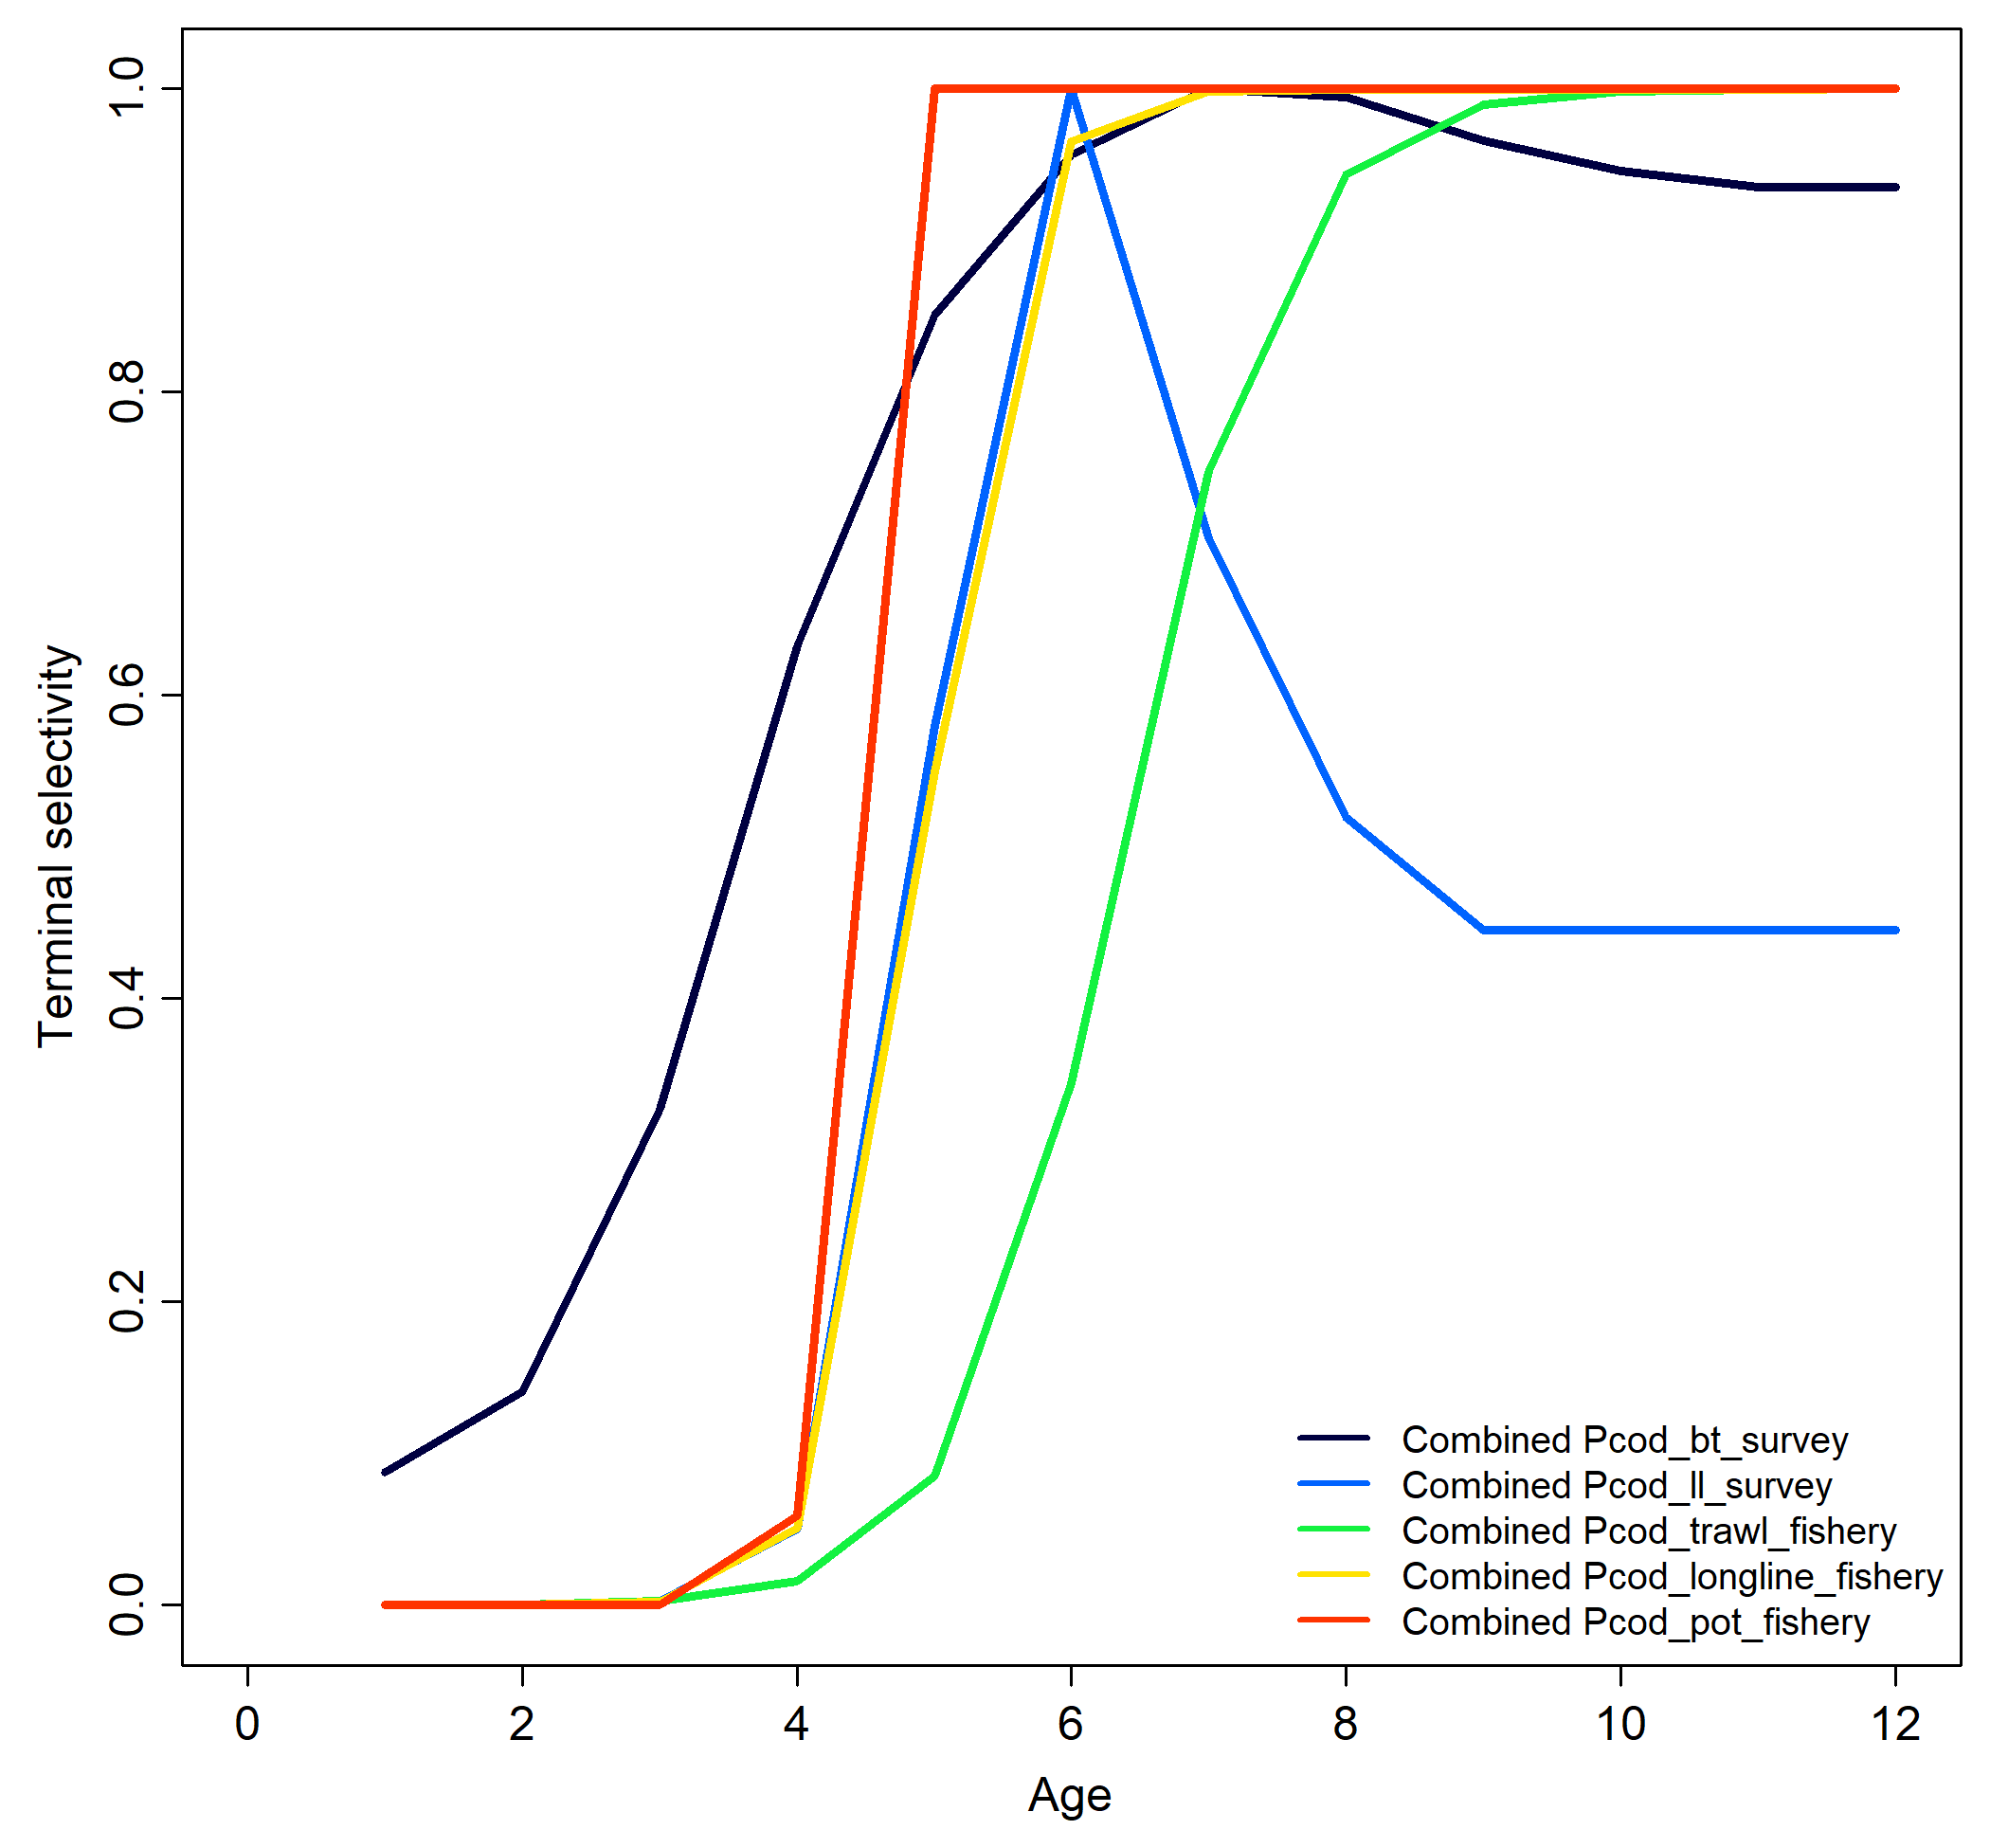 Terminal selectivity
1.0
0.8
0.6
0.4
0.2
0.0
Combined Pcod_bt_survey
Combined Pcod_ll_survey
Combined Pcod_trawl_fishery
Combined Pcod_longline_fishery
Combined Pcod_pot_fishery
0 2 4 6 8 10 12
Age